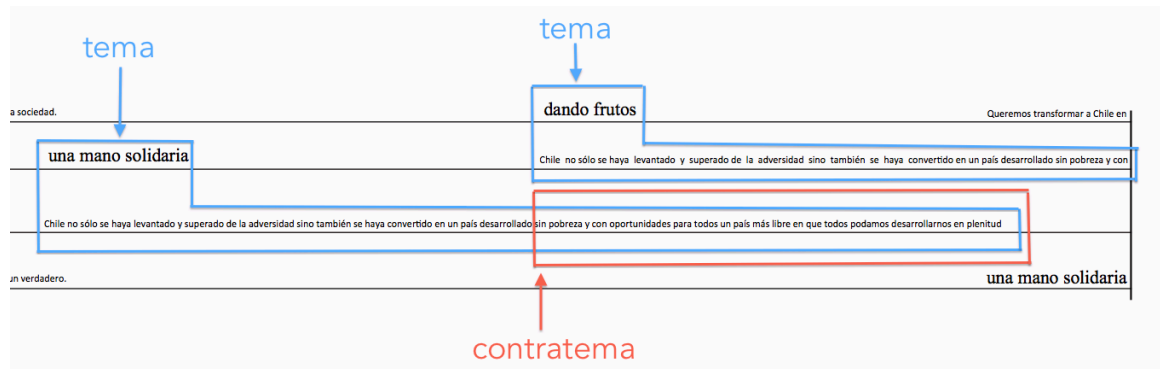 tema
tema
dando frutos
a sociedad.
Queremos transformar a Chile en
una mano solidaria
Chile no sólo se haya levantado y superado de la adversidad sino también se haya convertido en un país desarrollado sin pobreza y con
Chile no sólo se haya levantado y superado de la adversidad sino también se haya convertido en un país desarrollado sin pobreza y con oportunidades para todos un país más libre en que todos podamos desarrollarnos en plenitud
un verdadero.
una mano solidaria
contratema